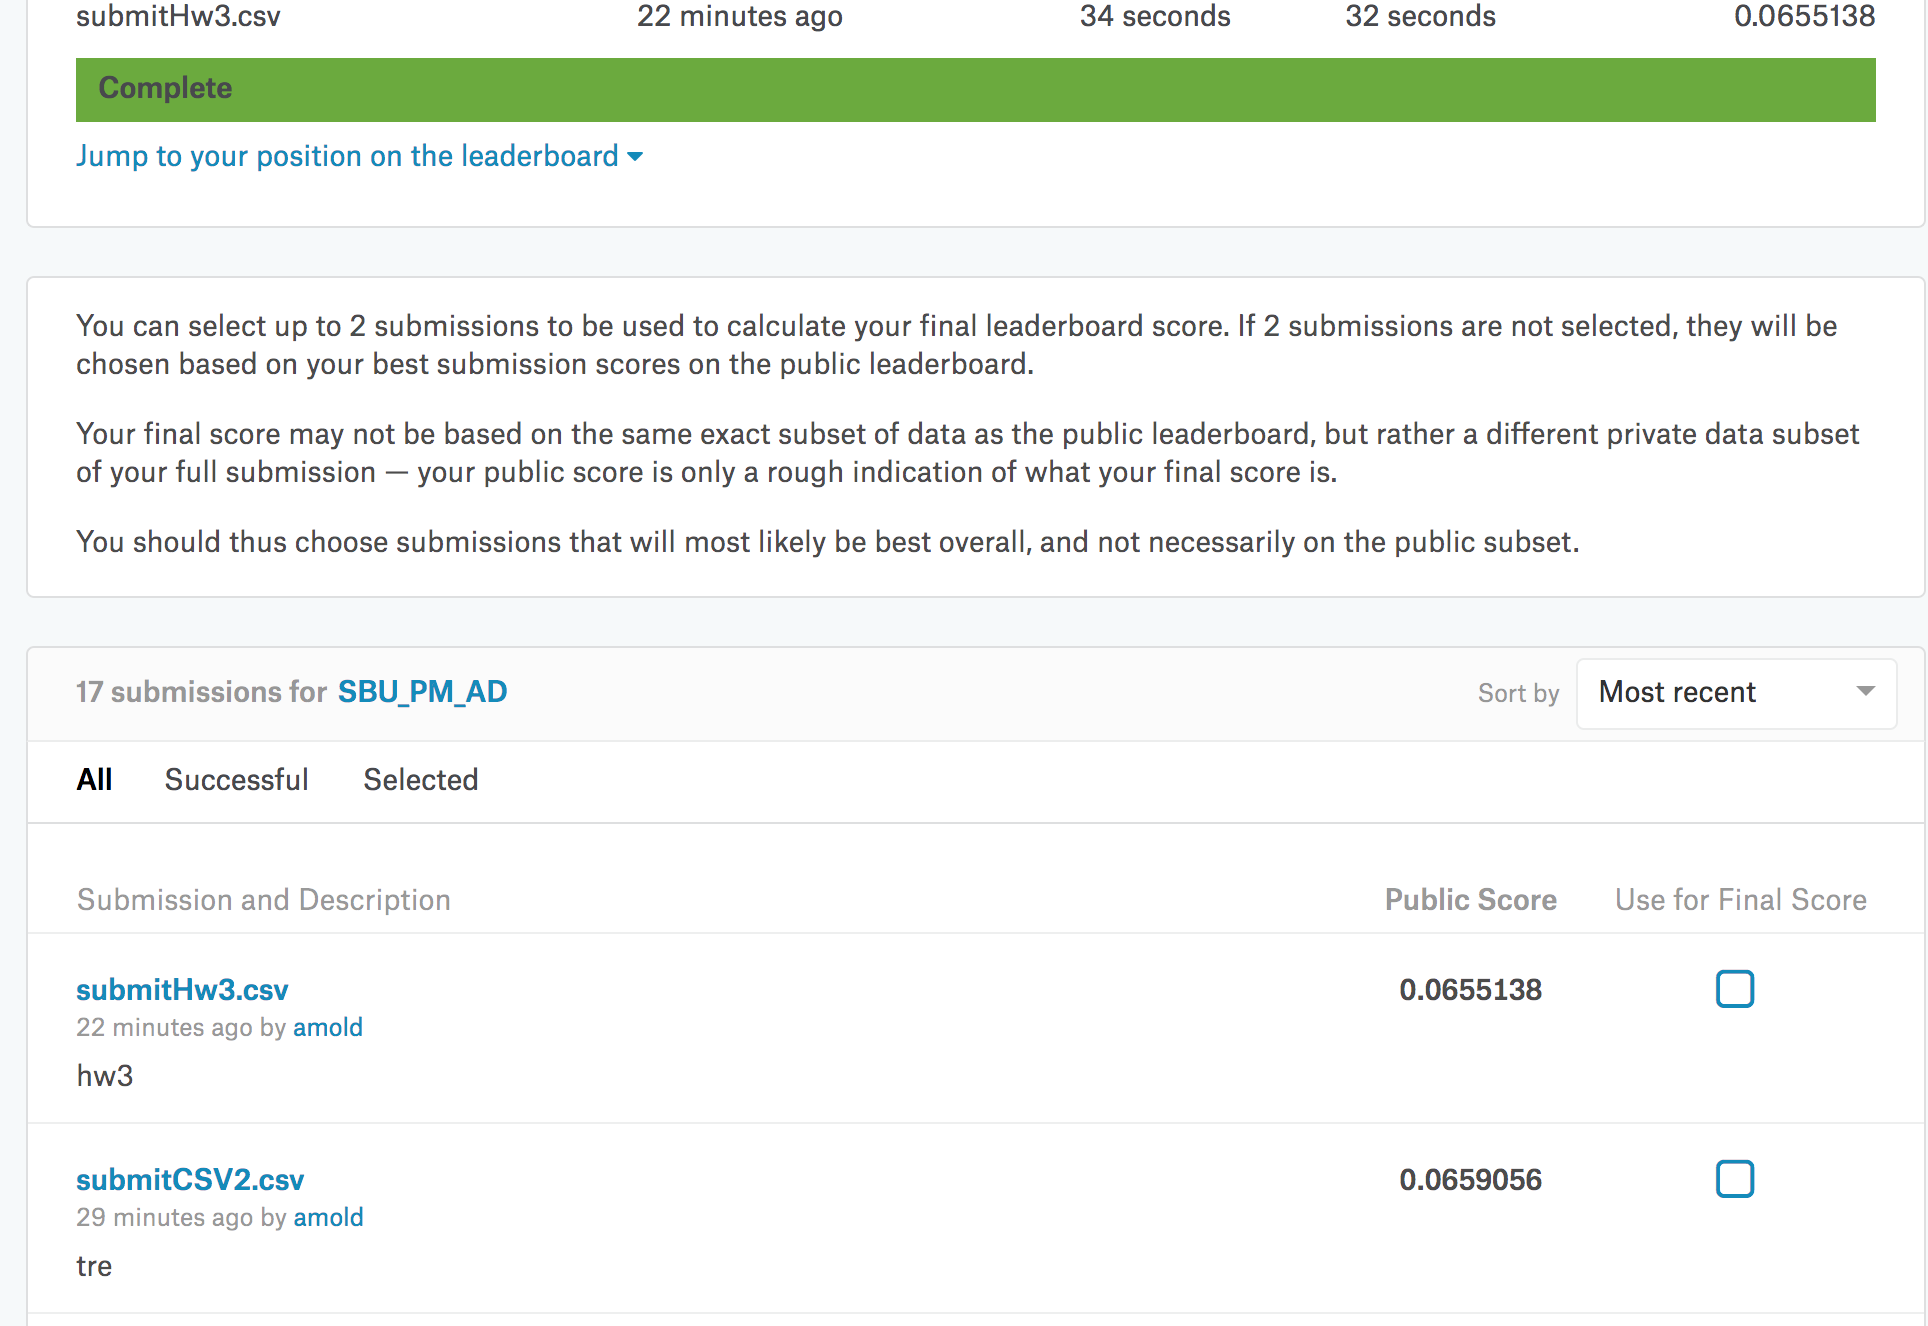 submitHw3.csv 22 minutes ago 34 seconds 32 seconds 0.0655138
Complete
Jump to your position on the leaderboard
You can select up to 2 submissions to be used to calculate your final leaderboard score. If 2 submissions are not selected, they will be
chosen based on your best submission scores on the public leaderboard.
Your final score may not be based on the same exact subset of data as the public leaderboard, but rather a different private data subset
of your full submission — your public score is only a rough indication of what your final score is.
You should thus choose submissions that will most likely be best overall, and not necessarily on the public subset.
17 submissions for SBU_PM_AD Sort by Most recent
All Successful Selected
Submission and Description Public Score Use for Final Score
submitHw3.csv 0.0655138
22 minutes ago by amold
hw3
submitCSV2.csv 0.0659056
29 minutes ago by amold
tre